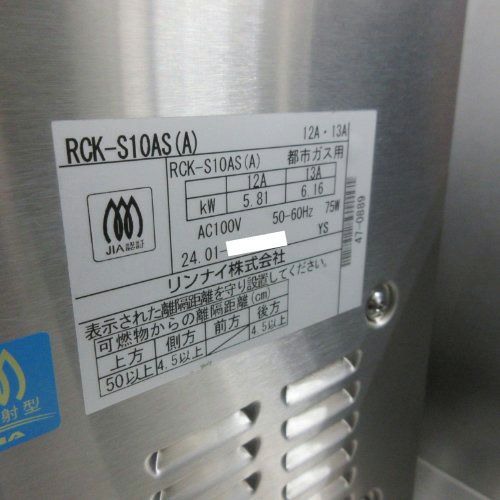 RCK-S10AS(A)
12A・13A
RCK-S10AS(A) 都市ガス用
12A 13A
kW 5.81 6.16
AC100V 50-60Hz 75W
24.01- YS
リンナイ株式会社
JIA認証
47-0889
表示された離隔距離を守り設置してください。
可燃物からの離隔距離(cm)
上方 側方 前方 後方
50以上 4.5以上 4.5以上
射型